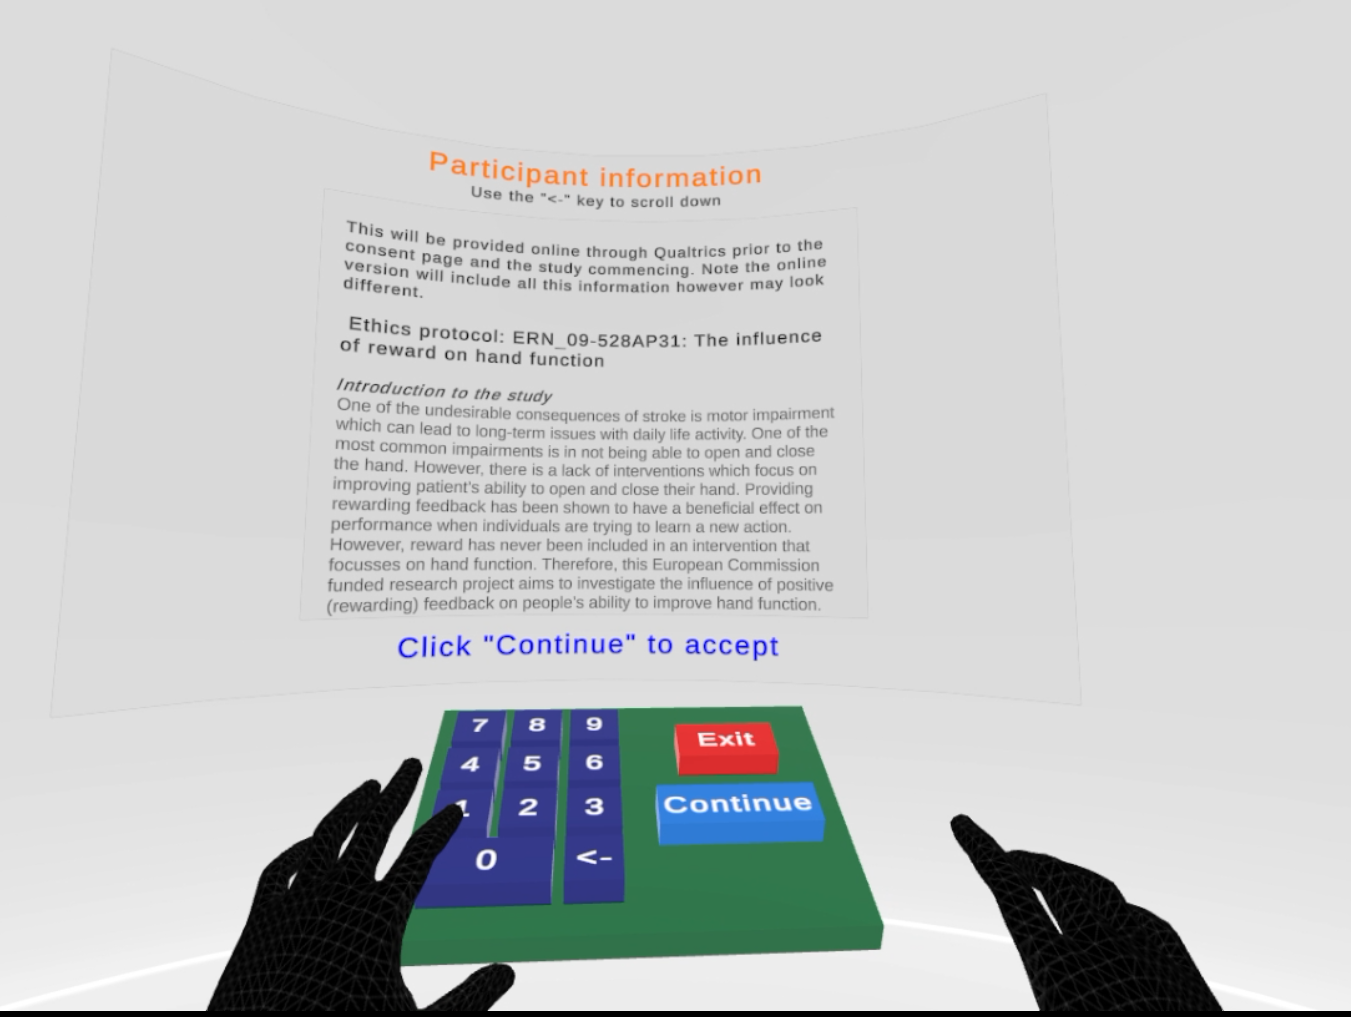 Participant information
Use the "<-" key to scroll down
This will be provided online through Qualtrics prior to the
consent page and the study commencing. Note the online
version will include all this information however may look
different.
Ethics protocol: ERN_09-528AP31: The influence
of reward on hand function
Introduction to the study
One of the undesirable consequences of stroke is motor impairment
which can lead to long-term issues with daily life activity. One of the
most common impairments is in not being able to open and close
the hand. However, there is a lack of interventions which focus on
improving patient's ability to open and close their hand. Providing
rewarding feedback has been shown to have a beneficial effect on
performance when individuals are trying to learn a new action.
However, reward has never been included in an intervention that
focusses on hand function. Therefore, this European Commission
funded research project aims to investigate the influence of positive
(rewarding) feedback on people's ability to improve hand function.
Click "Continue" to accept
7 8 9
Exit
4 5 6
1 2 3
Continue
0 <-